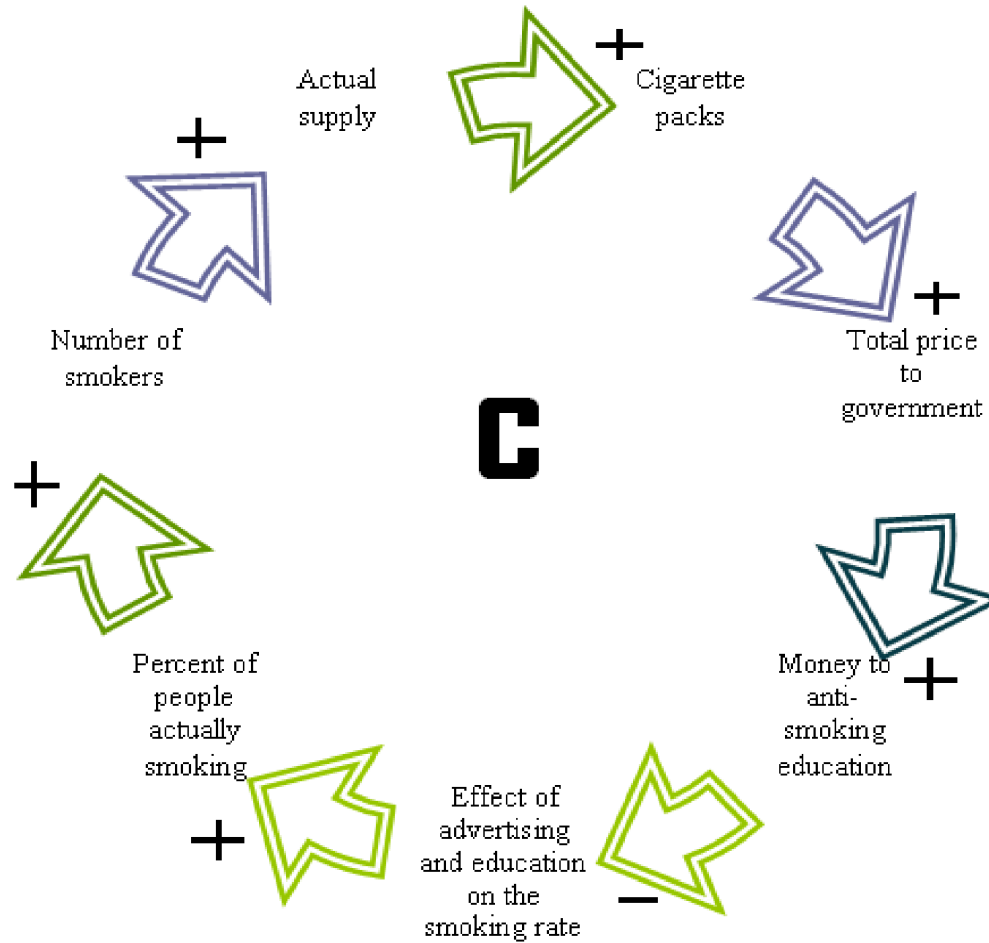 Actual
supply
+
Cigarette
packs
+
Total price
to
government
+
Money to
anti-
smoking
education
−
Effect of
advertising
and education
on the
smoking rate
+
Percent of
people
actually
smoking
+
Number of
smokers
+
C